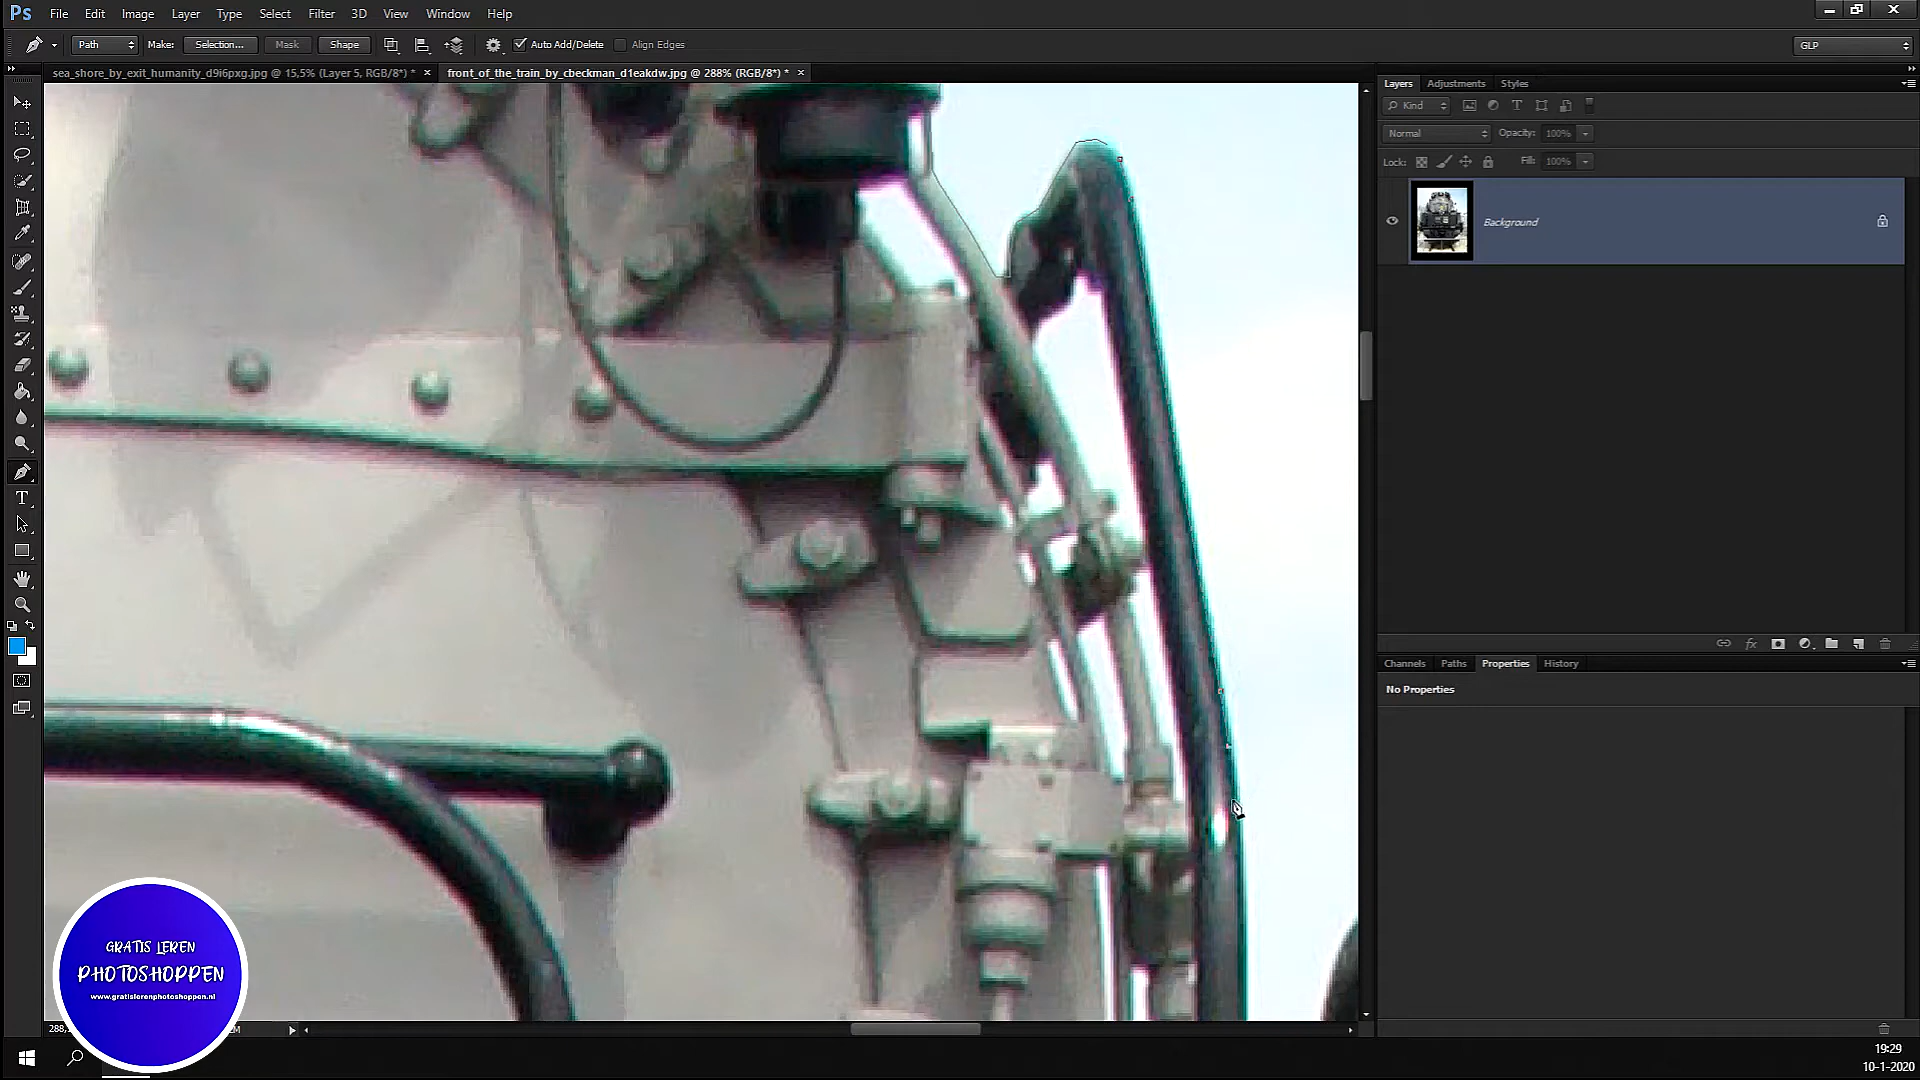 Ps File Edit Image Layer Type Select Filter 3D View Window Help
Path Make: Selection... Mask Shape Auto Add/Delete Align Edges GLP
sea_shore_by_exit_humanity_d9i6pxg.jpg @ 15,5% (Layer 5, RGB/8*) * × front_of_the_train_by_cbeckman_d1eakdw.jpg @ 288% (RGB/8*) * ×
Layers Adjustments Styles
Kind
Normal Opacity: 100%
Lock: Fill: 100%
Background
Channels Paths Properties History
No Properties
GRATIS LEREN
PHOTOSHOPPEN
www.gratislerenphotoshoppen.nl
19:29
10-1-2020